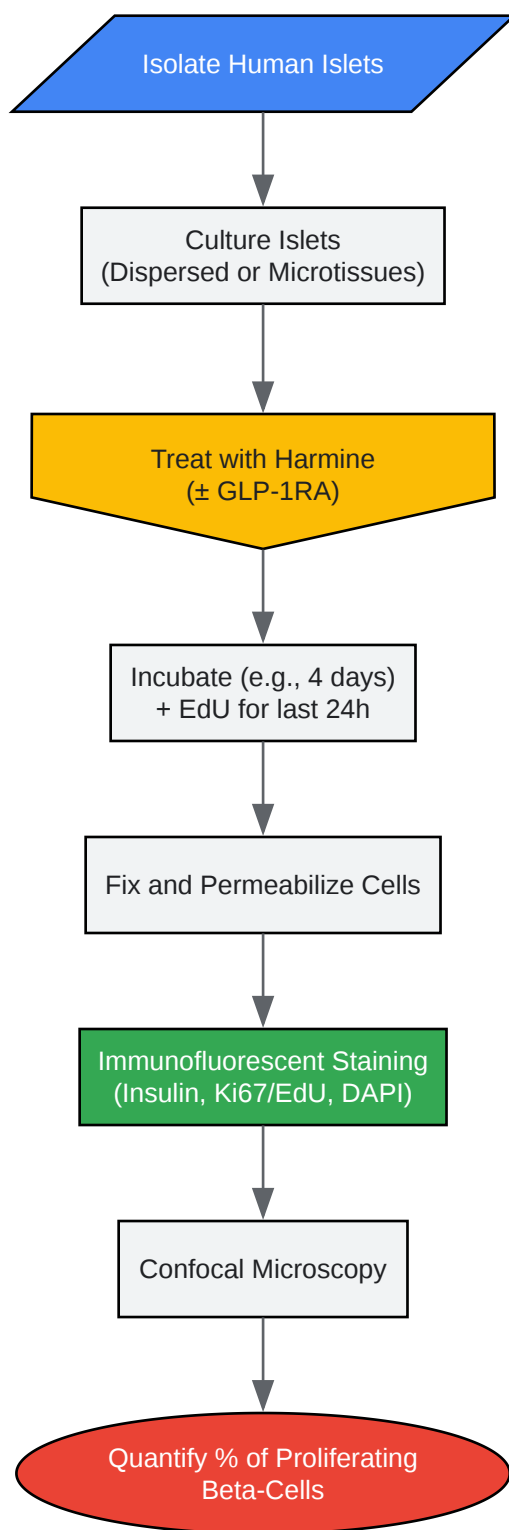 Isolate Human Islets
Culture Islets
(Dispersed or Microtissues)
Treat with Harmine
(± GLP-1RA)
Incubate (e.g., 4 days)
+ EdU for last 24h
Fix and Permeabilize Cells
Immunofluorescent Staining
(Insulin, Ki67/EdU, DAPI)
Confocal Microscopy
Quantify % of Proliferating
Beta-Cells